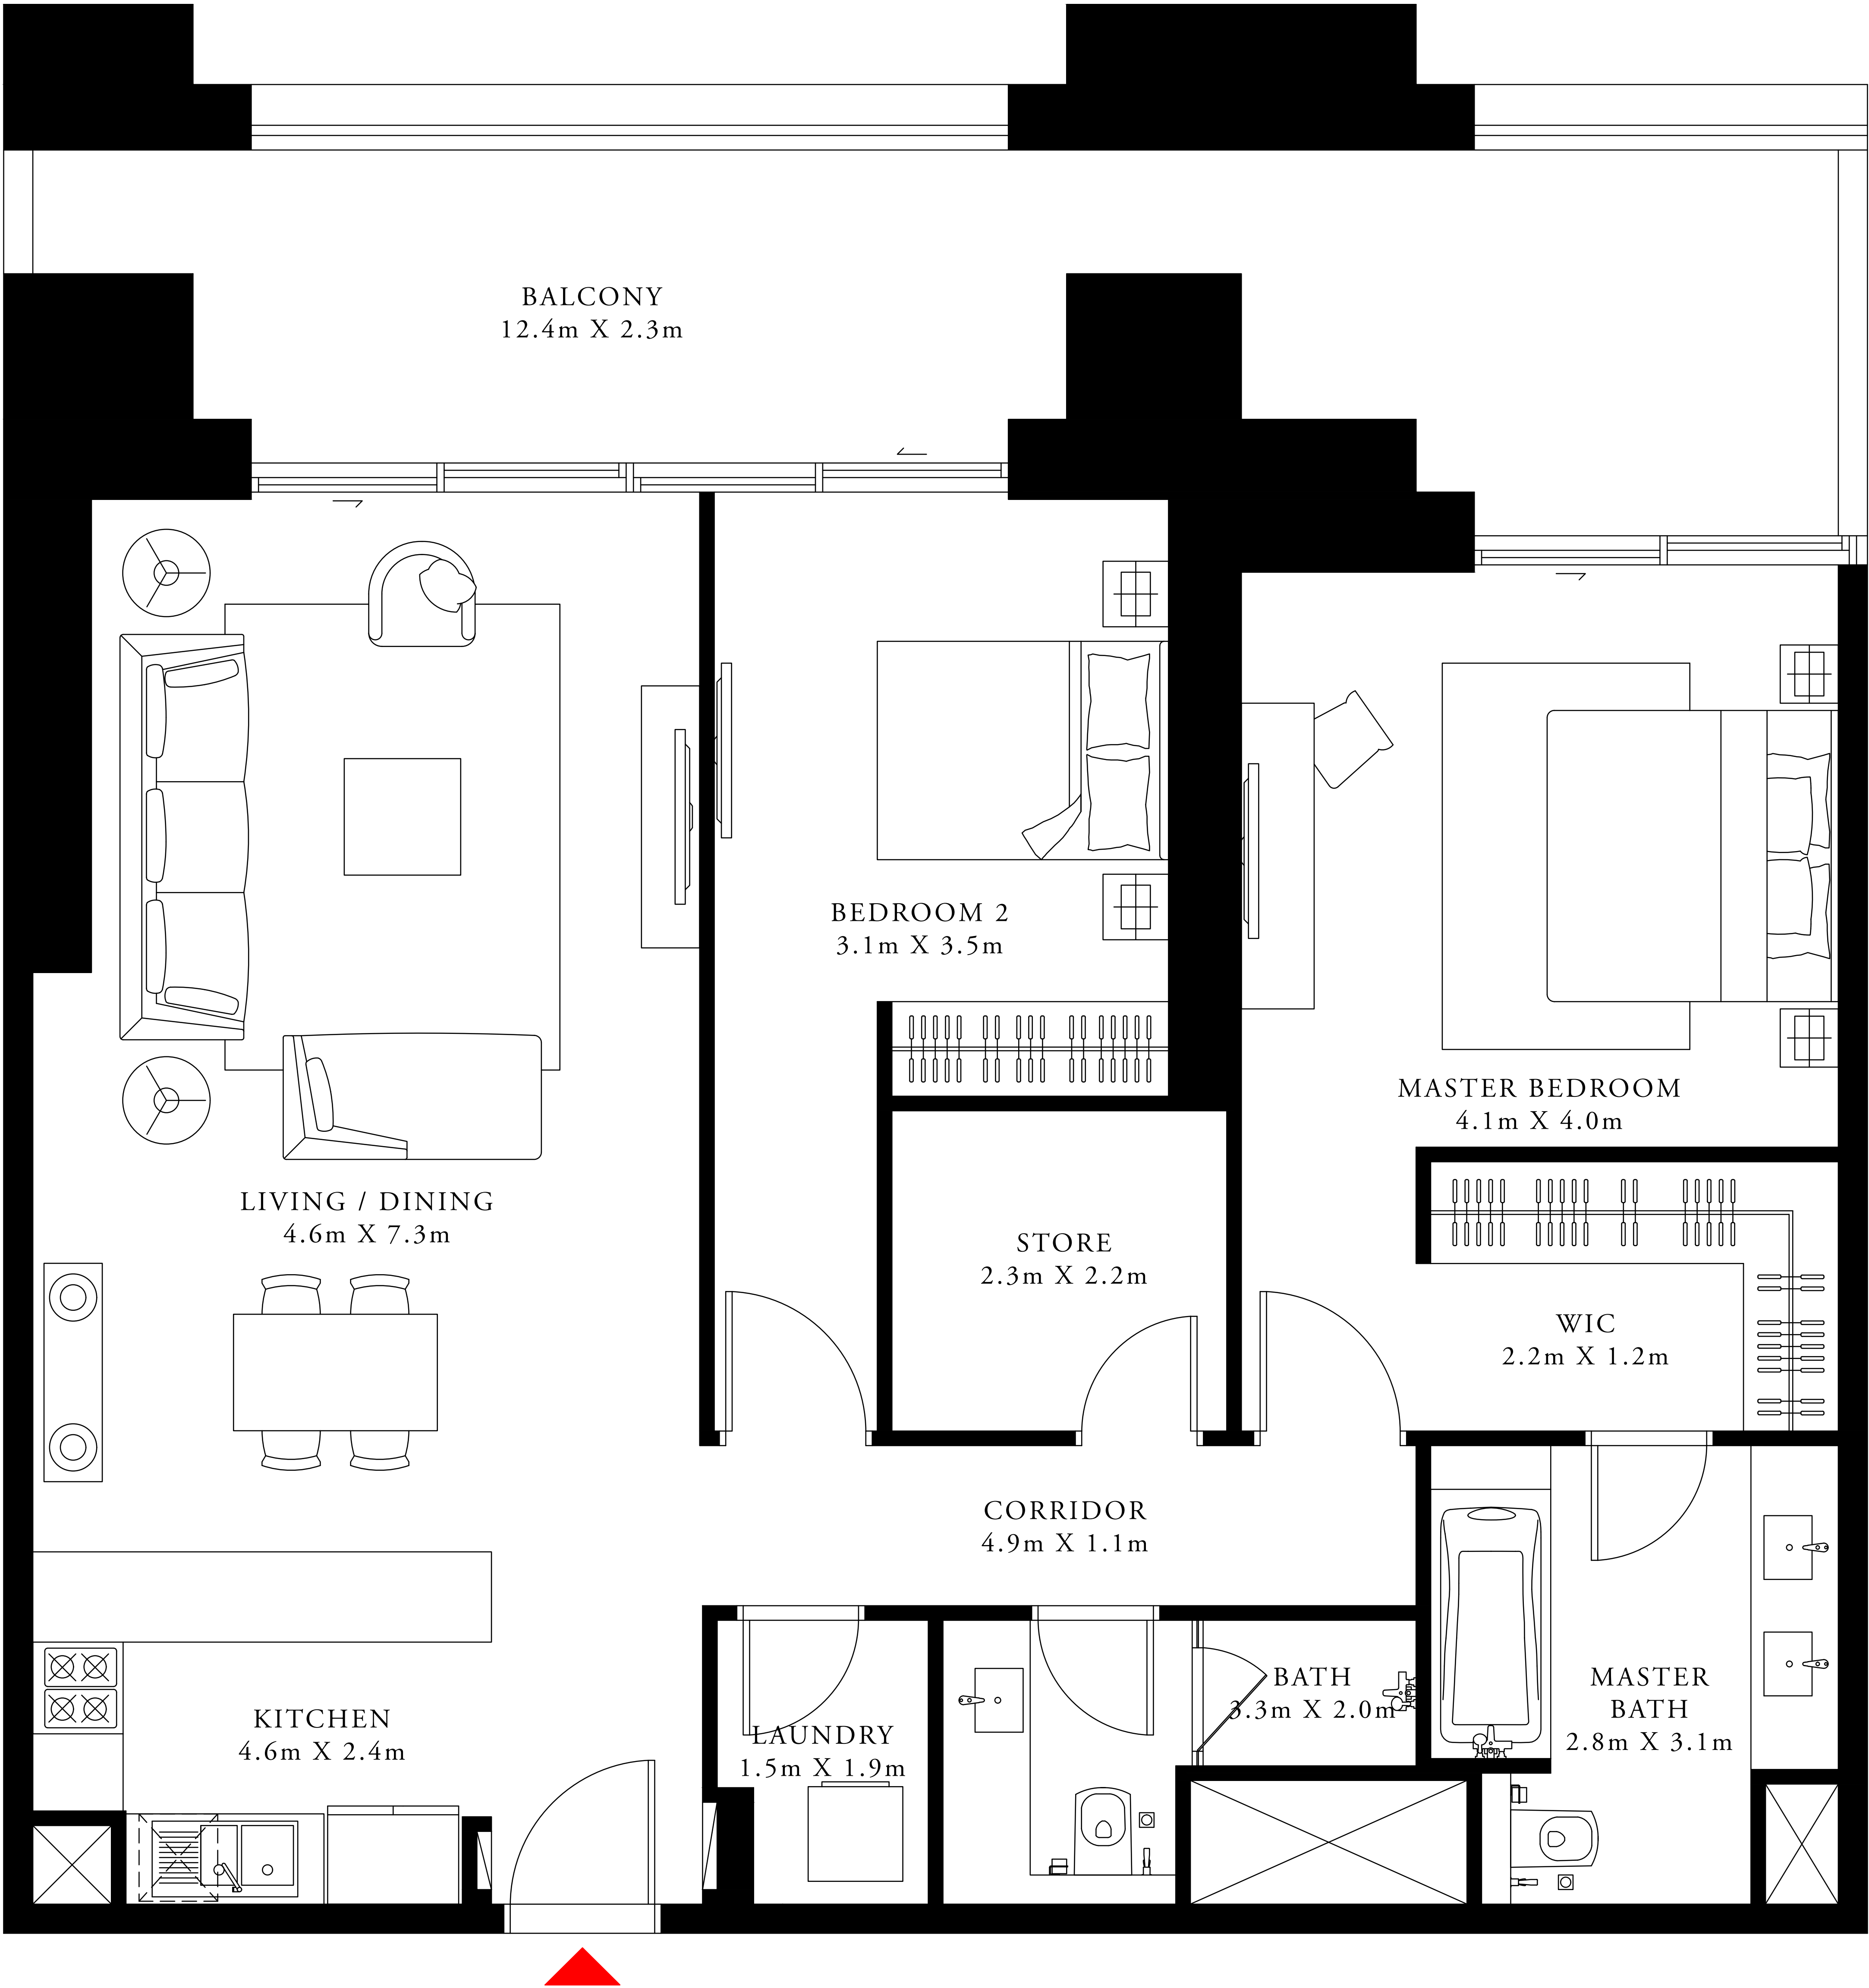 BALCONY
12.4m X 2.3m
BEDROOM 2
3.1m X 3.5m
MASTER BEDROOM
4.1m X 4.0m
LIVING / DINING
4.6m X 7.3m
STORE
2.3m X 2.2m
WIC
2.2m X 1.2m
CORRIDOR
4.9m X 1.1m
KITCHEN
4.6m X 2.4m
LAUNDRY
1.5m X 1.9m
BATH
3.3m X 2.0m
MASTER
BATH
2.8m X 3.1m